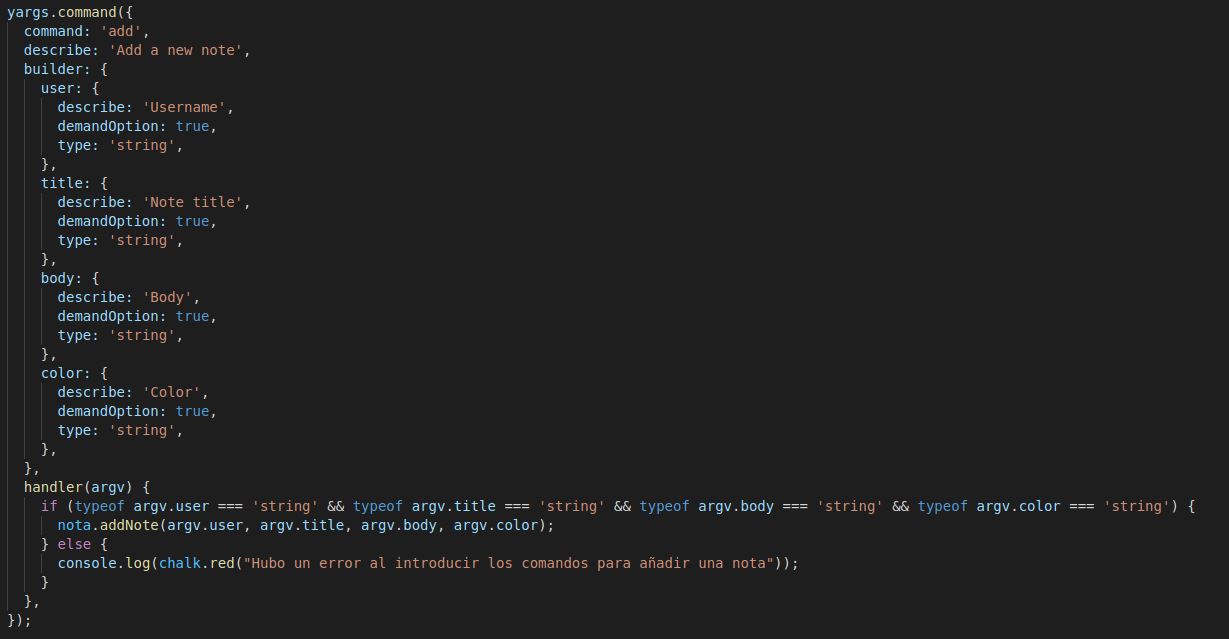 yargs.command({
  command: 'add',
  describe: 'Add a new note',
  builder: {
    user: {
      describe: 'Username',
      demandOption: true,
      type: 'string',
    },
    title: {
      describe: 'Note title',
      demandOption: true,
      type: 'string',
    },
    body: {
      describe: 'Body',
      demandOption: true,
      type: 'string',
    },
    color: {
      describe: 'Color',
      demandOption: true,
      type: 'string',
    },
  },
  handler(argv) {
    if (typeof argv.user === 'string' && typeof argv.title === 'string' && typeof argv.body === 'string' && typeof argv.color === 'string') {
      nota.addNote(argv.user, argv.title, argv.body, argv.color);
    } else {
      console.log(chalk.red("Hubo un error al introducir los comandos para añadir una nota"));
    }
  },
});